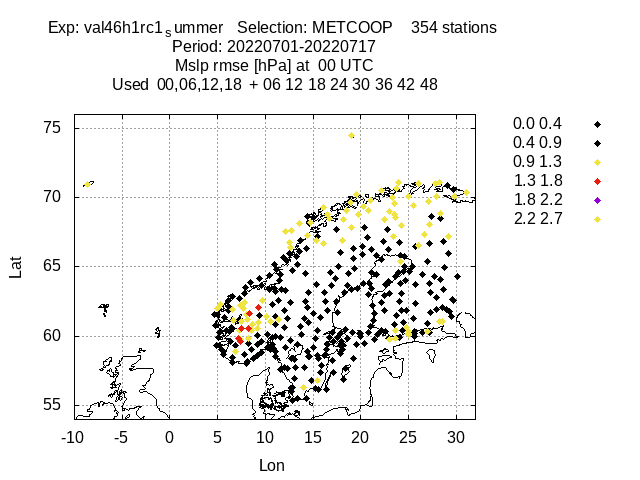 Exp: val46h1rc1summer Selection: METCOOP 354 stations
Period: 20220701-20220717
Mslp rmse [hPa] at 00 UTC
Used 00,06,12,18 + 06 12 18 24 30 36 42 48
75
70
65
60
55
Lat
-10 -5 0 5 10 15 20 25 30
Lon
0.0 0.4
0.4 0.9
0.9 1.3
1.3 1.8
1.8 2.2
2.2 2.7